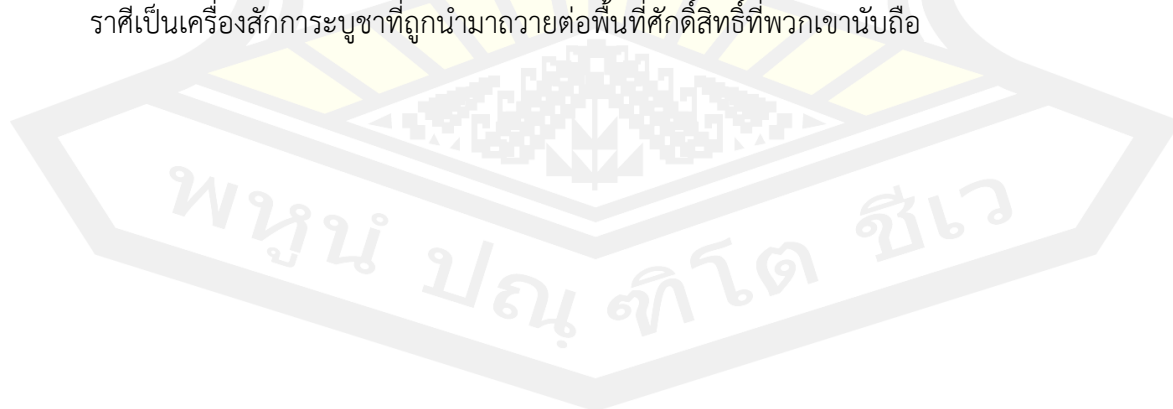 ราศีเป็นเครื่องสักการะบูชาที่ถูกนำมาถวายต่อพื้นที่ศักดิ์สิทธิ์ที่พวกเขานับถือ
พหูนํ ปณฺฑิโต ชีเว